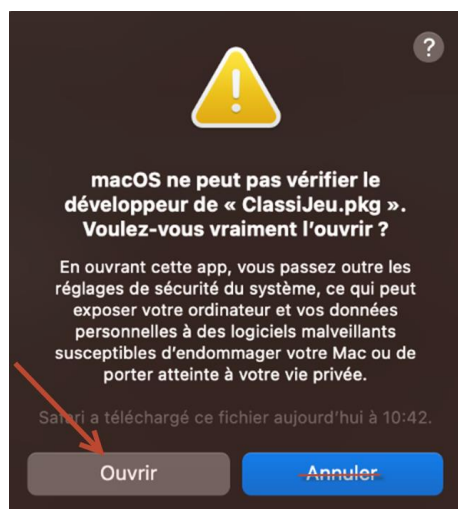 ?
macOS ne peut pas vérifier le
développeur de « ClassiJeu.pkg ».
Voulez-vous vraiment l'ouvrir ?
En ouvrant cette app, vous passez outre les
réglages de sécurité du système, ce qui peut
exposer votre ordinateur et vos données
personnelles à des logiciels malveillants
susceptibles d'endommager votre Mac ou de
porter atteinte à votre vie privée.
Safari a téléchargé ce fichier aujourd'hui à 10:42.
Ouvrir
Annuler